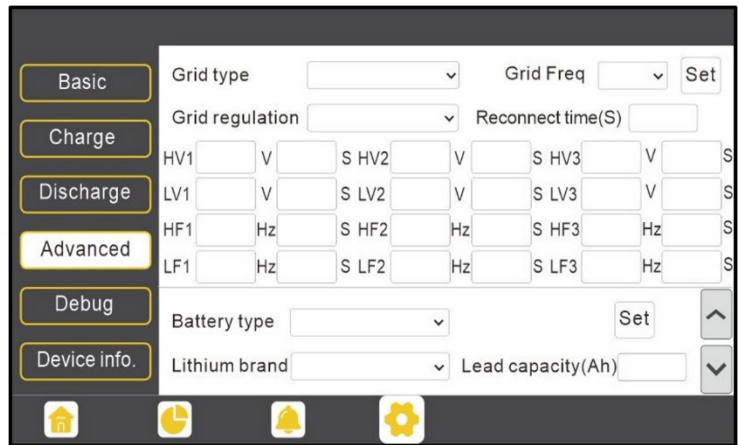 Basic
Charge
Discharge
Advanced
Debug
Device info.
Grid type Grid Freq Set
Grid regulation Reconnect time(S)
HV1 V S HV2 V S HV3 V S
LV1 V S LV2 V S LV3 V S
HF1 Hz S HF2 Hz S HF3 Hz S
LF1 Hz S LF2 Hz S LF3 Hz S
Battery type Set
Lithium brand Lead capacity(Ah)